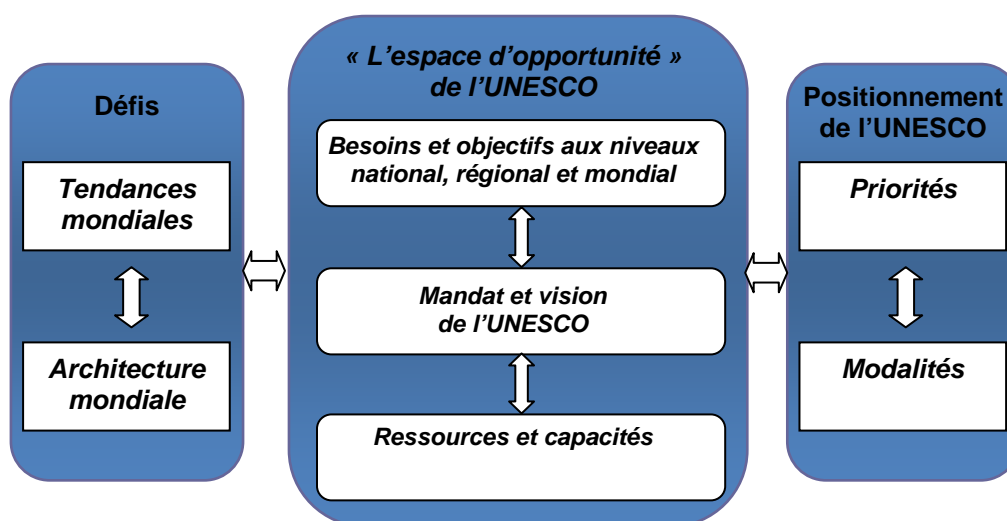 Défis
Tendances
mondiales
Architecture
mondiale
« L’espace d’opportunité »
de l’UNESCO
Besoins et objectifs aux niveaux
national, régional et mondial
Mandat et vision
de l’UNESCO
Ressources et capacités
Positionnement
de l’UNESCO
Priorités
Modalités